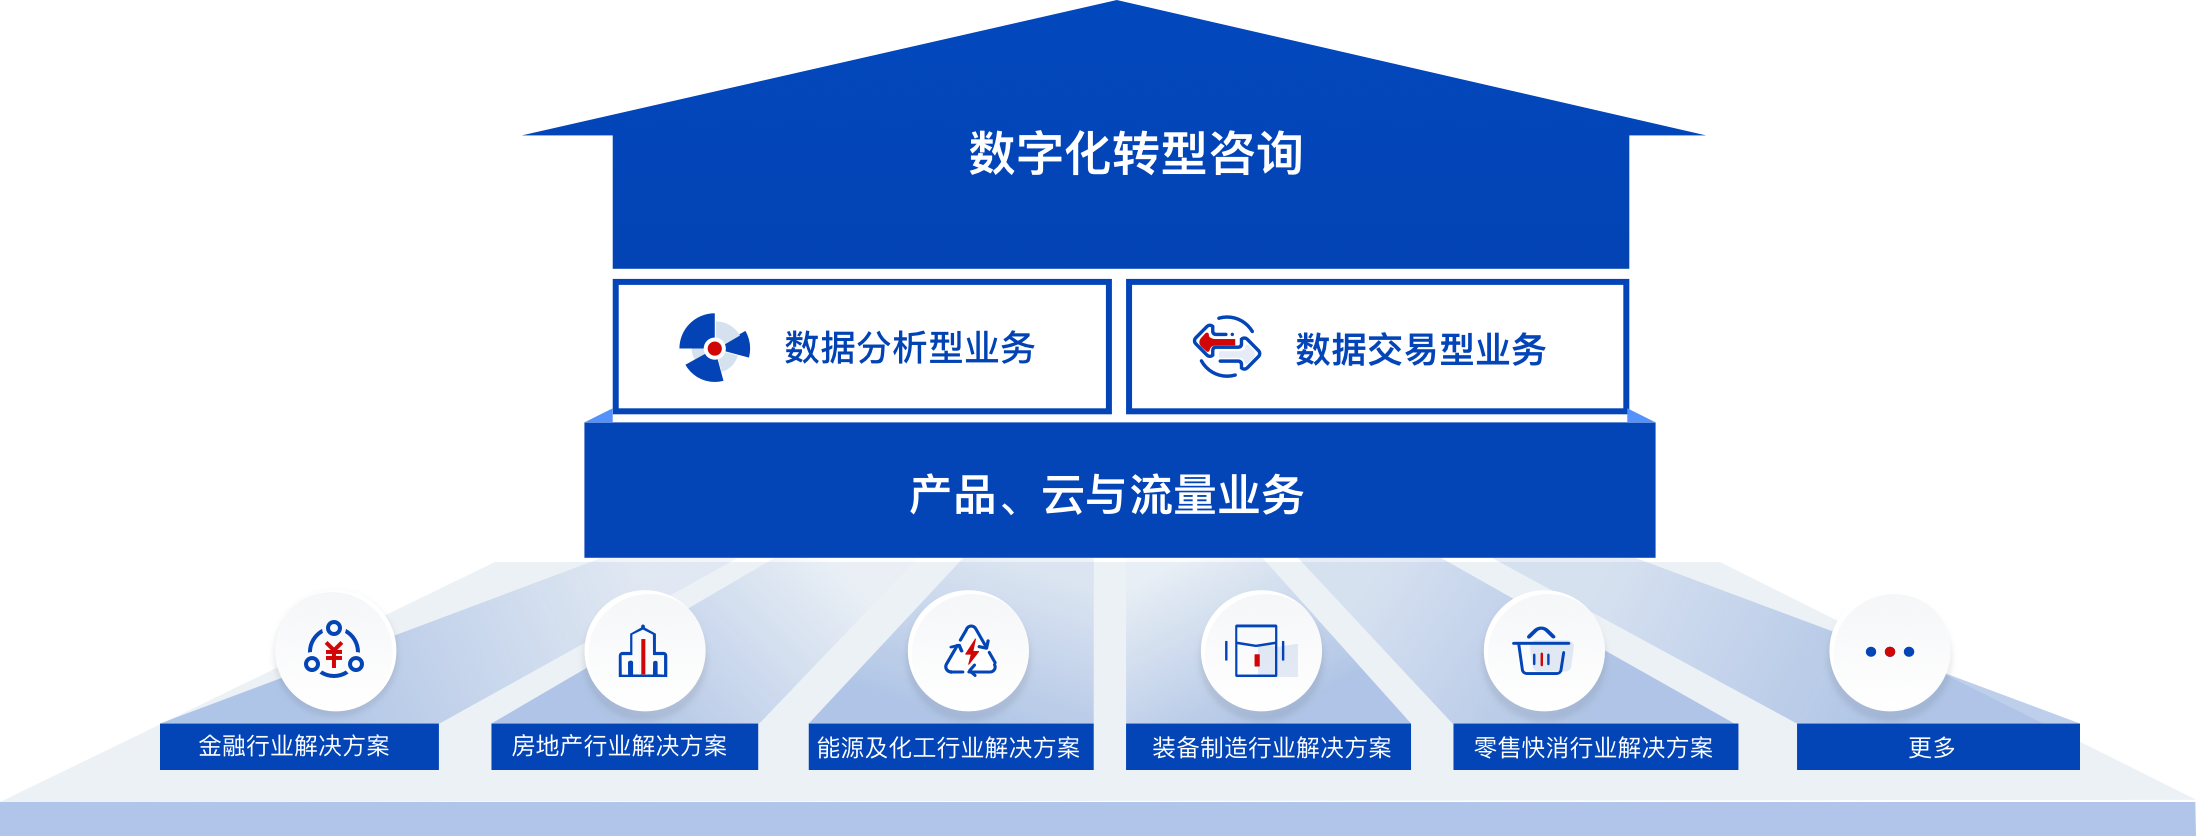 数字化转型咨询
数据分析型业务
数据交易型业务
产品、云与流量业务
金融行业解决方案
房地产行业解决方案
能源及化工行业解决方案
装备制造行业解决方案
零售快消行业解决方案
更多